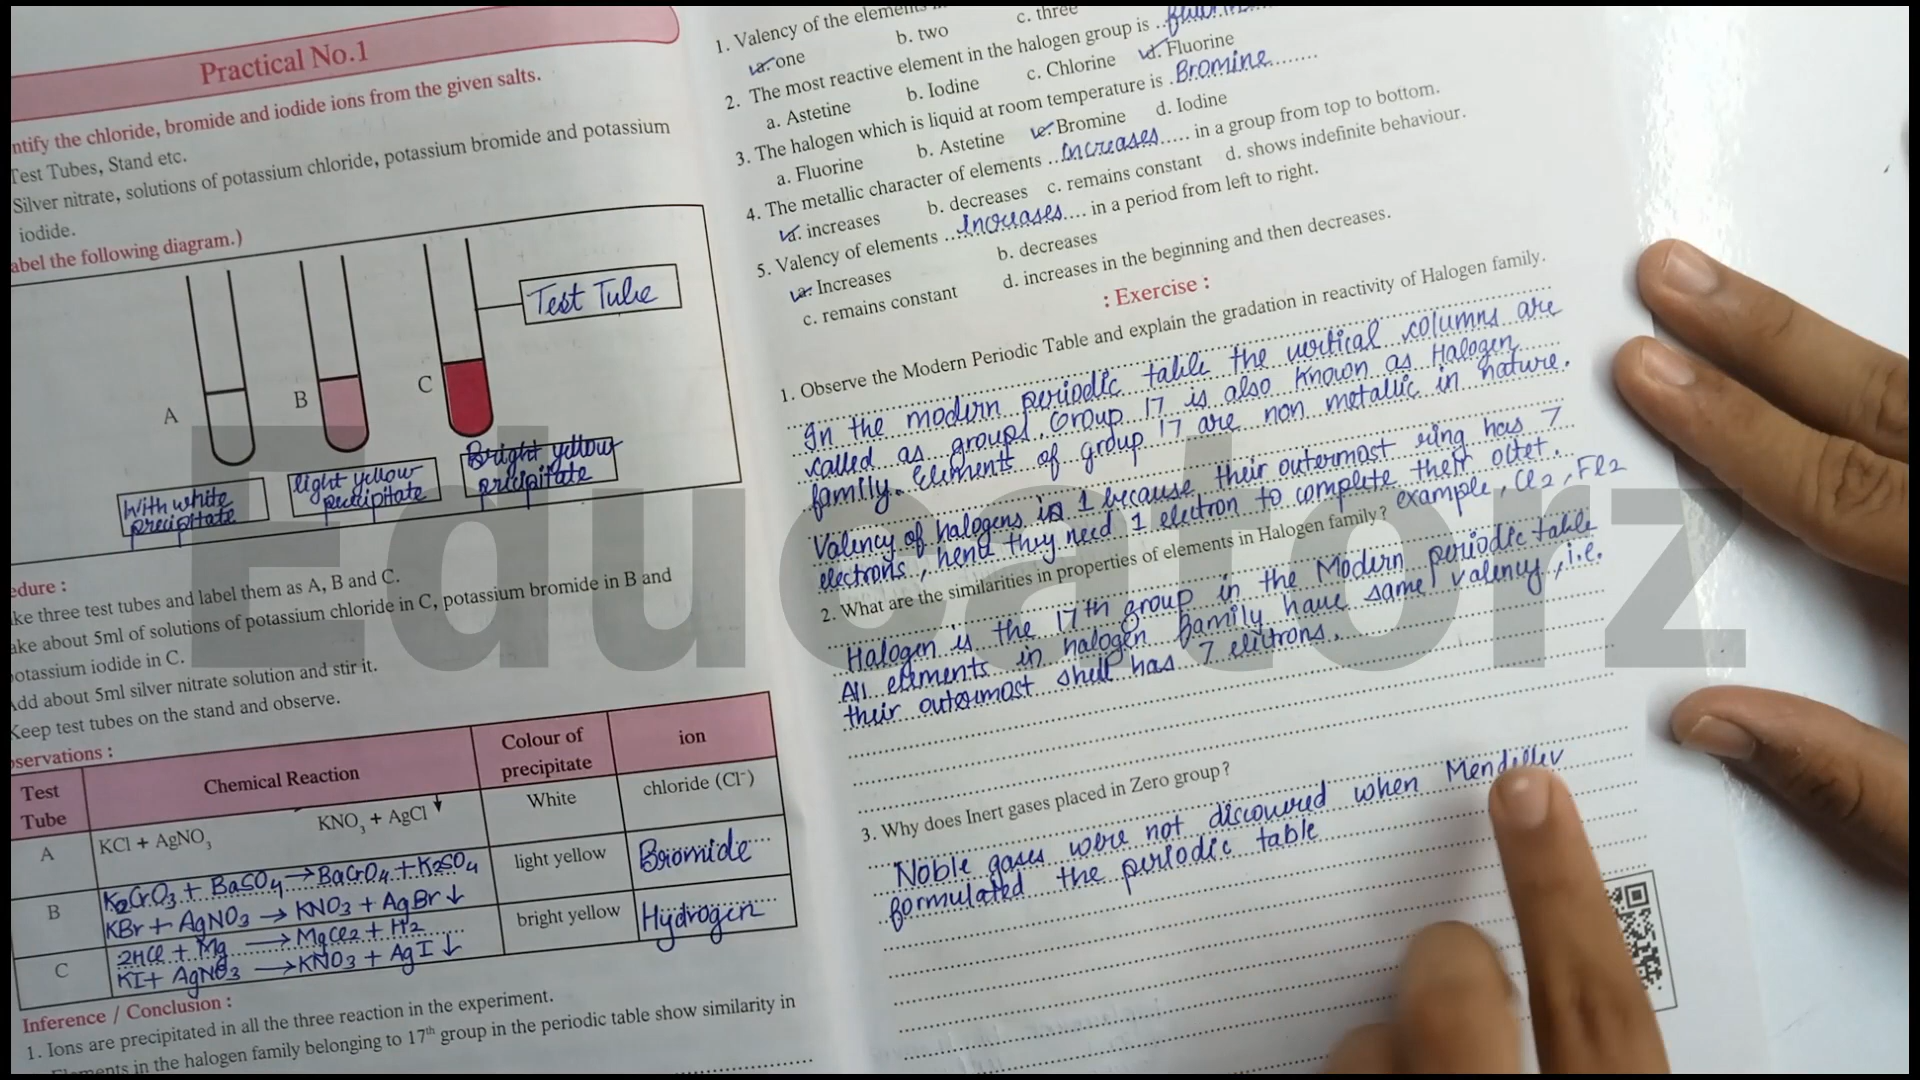 Practical No.1
ntify the chloride, bromide and iodide ions from the given salts.
Test Tubes, Stand etc.
Silver nitrate, solutions of potassium chloride, potassium bromide and potassium
iodide.
abel the following diagram.)
Test Tube
A
B
C
With white
precipitate
light yellow
precipitate
Bright yellow
precipitate
edure :
ke three test tubes and label them as A, B and C.
ake about 5ml of solutions of potassium chloride in C, potassium bromide in B and
otassium iodide in C.
Add about 5ml silver nitrate solution and stir it.
Keep test tubes on the stand and observe.
servations :
Test Tube
Chemical Reaction
Colour of precipitate
ion
A
KCl + AgNO3
KNO3 + AgCl ↓
White
chloride (Cl-)
B
K2CrO3 + BaSO4 → BaCrO4 + K2SO4
KBr + AgNO3 → KNO3 + AgBr ↓
light yellow
Bromide
C
2HCl + Mg → MgCl2 + H2
KI + AgNO3 → KNO3 + AgI ↓
bright yellow
Hydrogen
Inference / Conclusion :
1. Ions are precipitated in all the three reaction in the experiment.
ments in the halogen family belonging to 17th group in the periodic table show similarity in
1. Valency of the elements
a. one
b. two
c. three
2. The most reactive element in the halogen group is
a. Astetine
b. Iodine
c. Chlorine
d. Fluorine
3. The halogen which is liquid at room temperature is .Bromine........
a. Fluorine
b. Astetine
c. Bromine
d. Iodine
4. The metallic character of elements ..Increases..... in a group from top to bottom.
a. increases
b. decreases
c. remains constant
d. shows indefinite behaviour.
5. Valency of elements ...Increases.... in a period from left to right.
a. Increases
b. decreases
c. remains constant
d. increases in the beginning and then decreases.
: Exercise :
1. Observe the Modern Periodic Table and explain the gradation in reactivity of Halogen family.
In the modern periodic table the vertical columns are
called as group. Group 17 is also known as Halogen
family. Elements of group 17 are non metallic in nature.
Valency of halogens is 1 because their outermost ring has 7
electrons, hence they need 1 electron to complete their octet.
2. What are the similarities in properties of elements in Halogen family? example, Cl2, Fl2
Halogen is the 17th group in the Modern periodic table
All elements in halogen family have same valency, i.e.
their outermost shell has 7 elitrons.
3. Why does Inert gases placed in Zero group?
Noble gases were not discovered when
formulated the periodic table
Educatorz